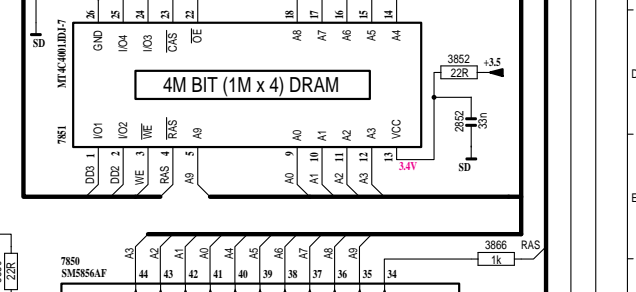 26 25 24 23 22 18 17 16 15 14
SD
MT4C4001JDJ-7
GND I/O4 I/O3 CAS OE A8 A7 A6 A5 A4
4M BIT (1M x 4) DRAM
3852
22R
+3.5
2852
33n
SD
7851
I/O1 I/O2 WE RAS A9 A0 A1 A2 A3 VCC
1 2 3 4 5 9 10 11 12 13
3.4V
DD3 DD2 WE RAS A9 A0 A1 A2 A3
E
7850
SM5856AF
A3 A2 A1 A0 A4 A5 A6 A7 A8 A9
44 43 42 41 40 39 38 37 36 35 34
3866
1k
RAS
22R